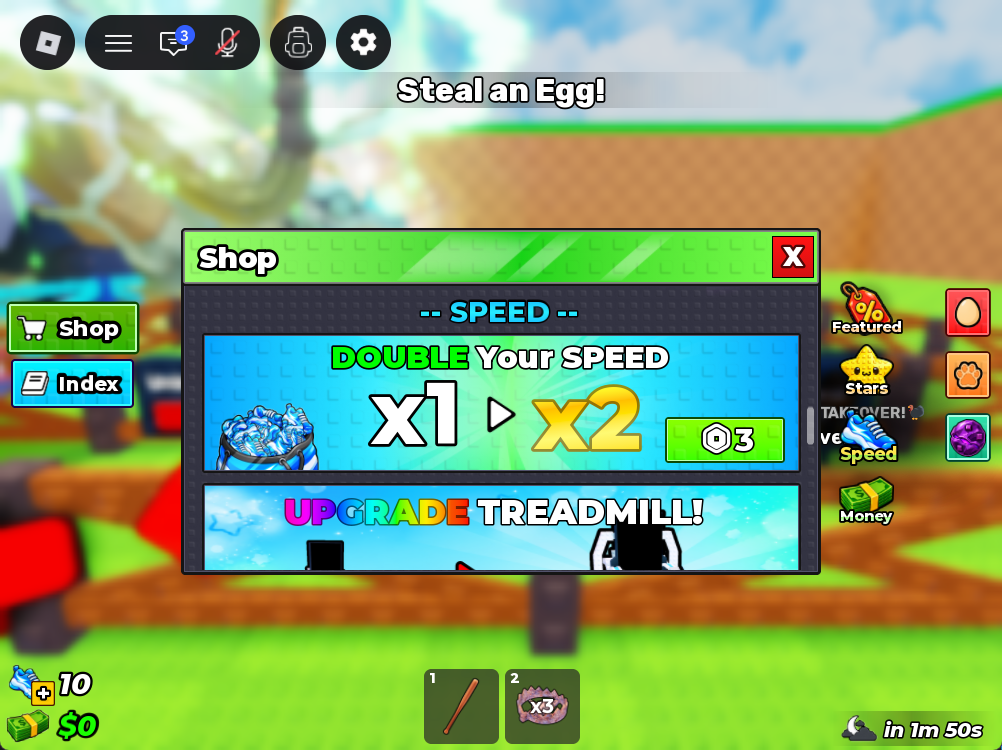 3
Steal an Egg!
Shop
X
-- SPEED --
DOUBLE Your SPEED
x1
x2
3
UPGRADE TREADMILL!
Shop
Index
Featured
Stars
TAKEOVER!
ve
Speed
Money
10
$0
1
2
x3
in 1m 50s